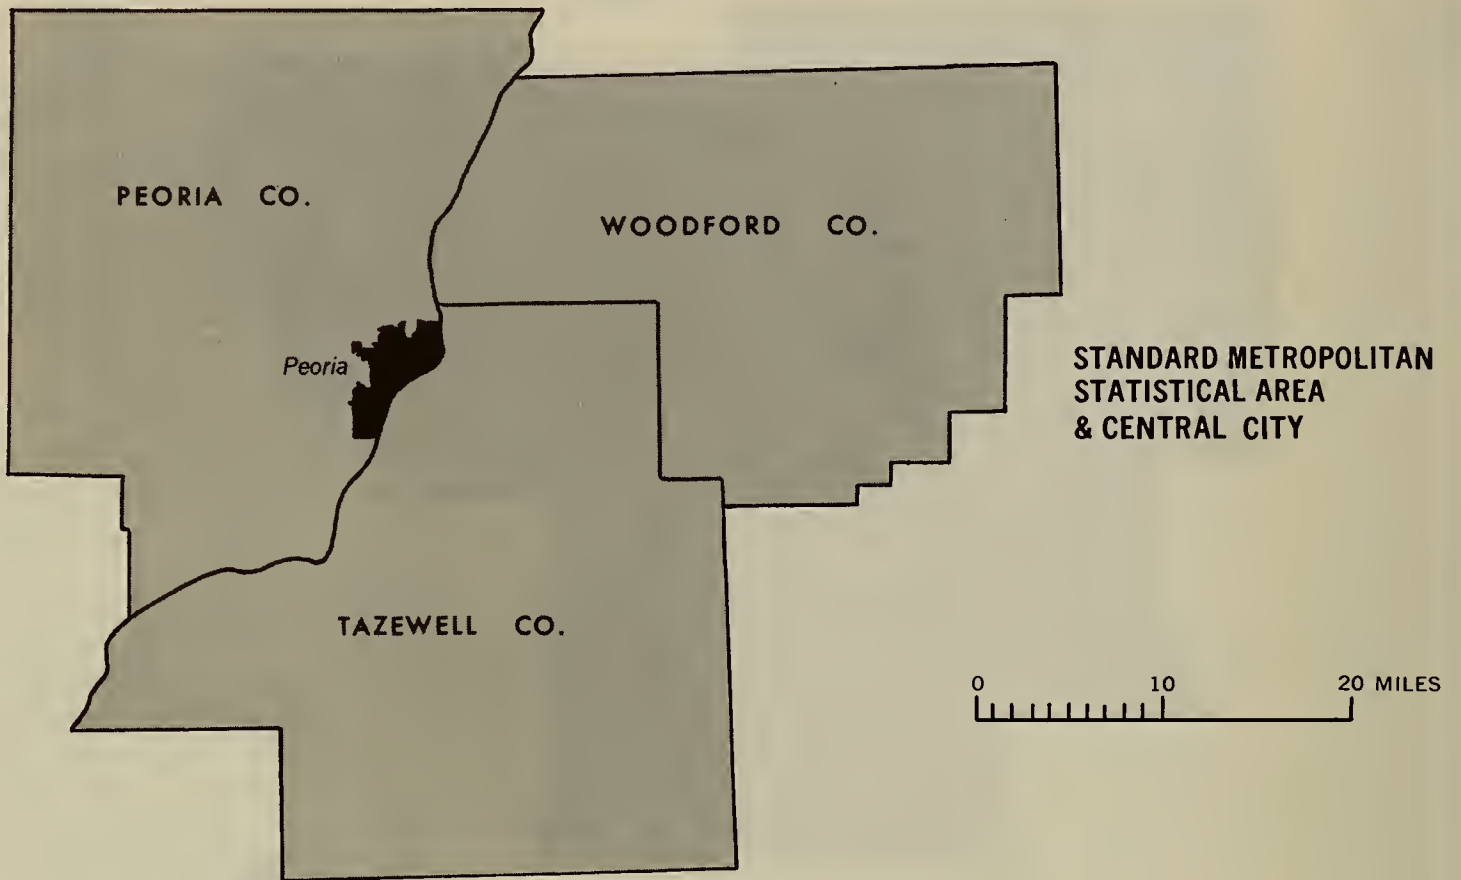 PEORIA CO.
WOODFORD CO.
Peoria
STANDARD METROPOLITAN
STATISTICAL AREA
& CENTRAL CITY
TAZEWELL CO.
0 10 20 MILES